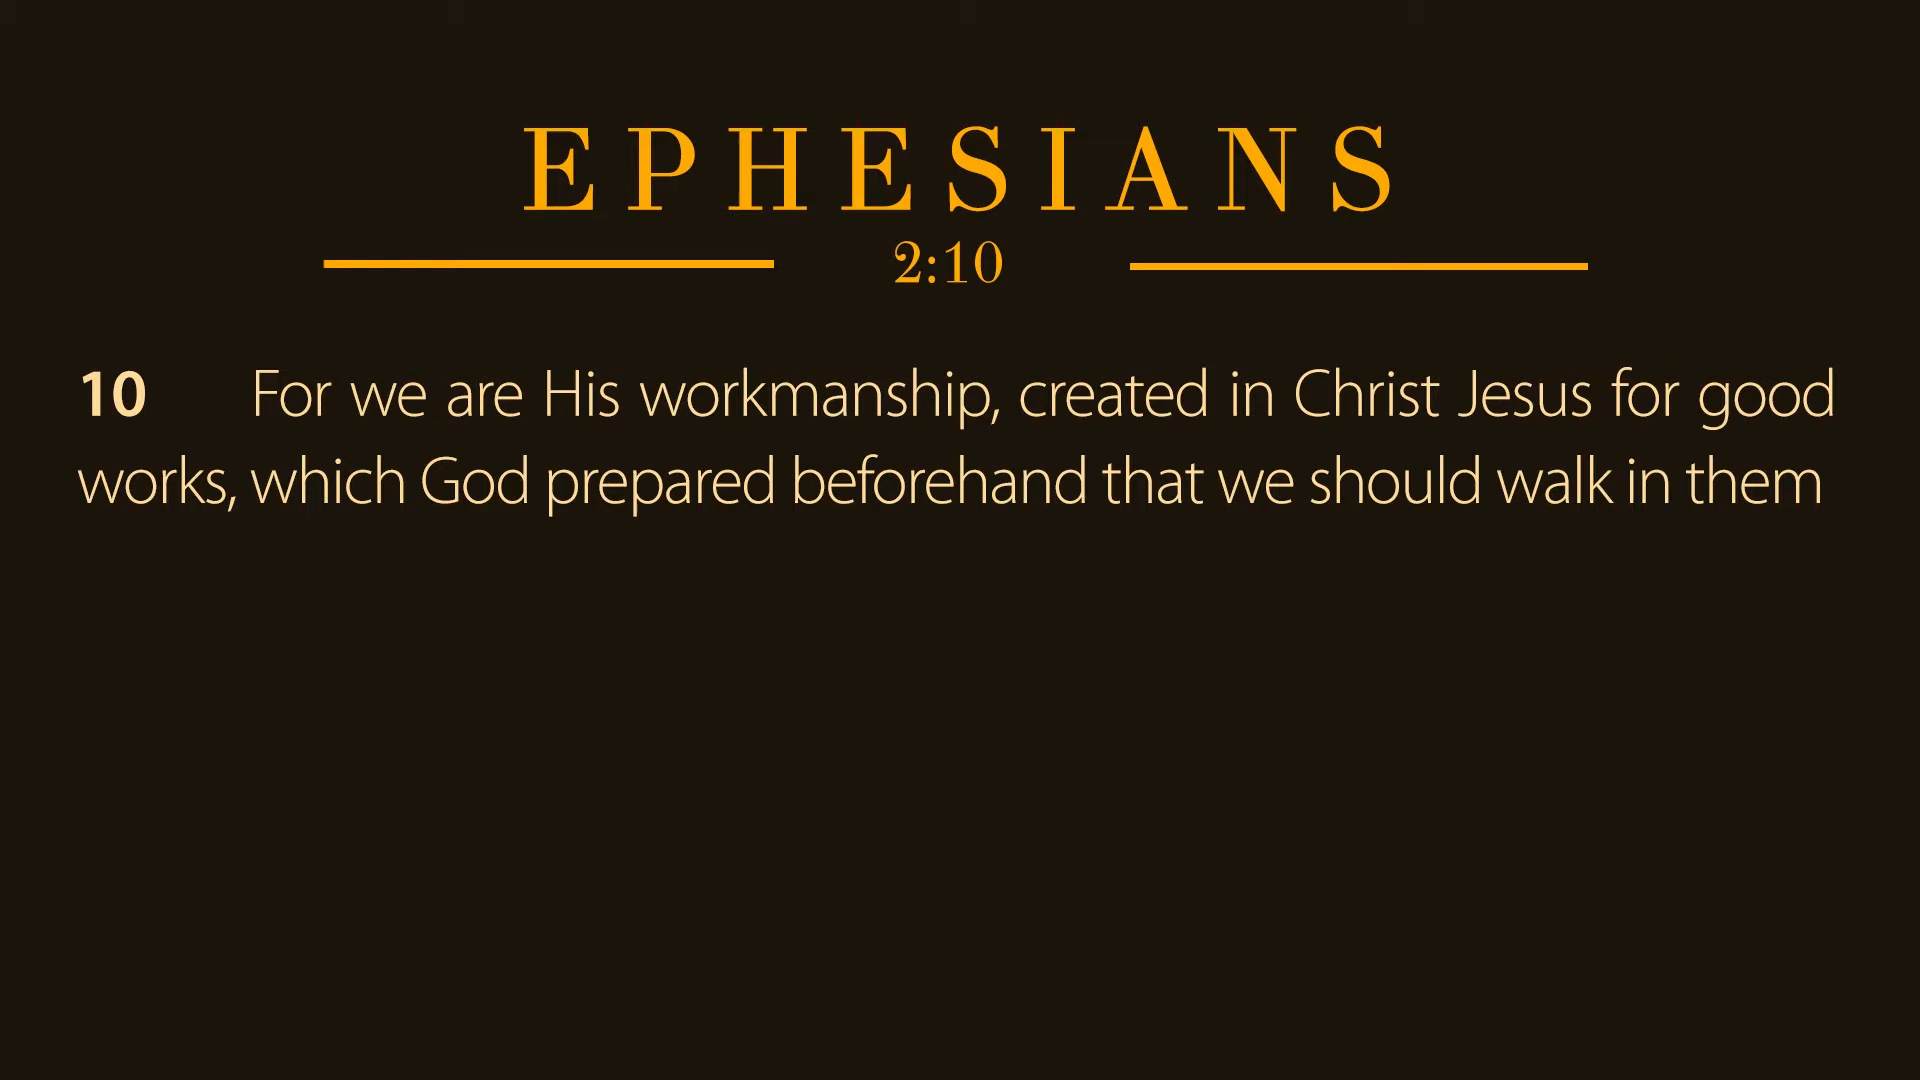 EPHESIANS
2:10
10 For we are His workmanship, created in Christ Jesus for good
works, which God prepared beforehand that we should walk in them